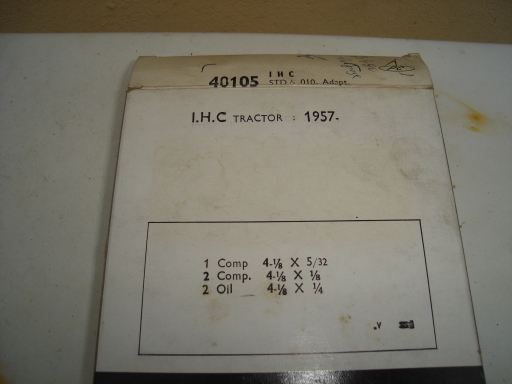 I H C
40105 STD & .010. Adapt.
I.H.C TRACTOR : 1957-
1 Comp 4-⅛ X 5/32
2 Comp. 4-⅛ X ⅛
2 Oil 4-⅛ X ¼
.V